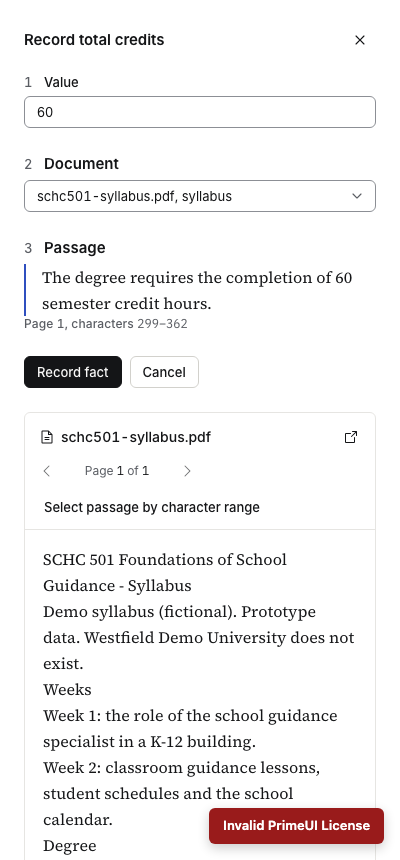 Record total credits
1 Value
60
2 Document
schc501-syllabus.pdf, syllabus
3 Passage
The degree requires the completion of 60
semester credit hours.
Page 1, characters 299–362
Record fact
Cancel
schc501-syllabus.pdf
Page 1 of 1
Select passage by character range
SCHC 501 Foundations of School
Guidance - Syllabus
Demo syllabus (fictional). Prototype
data. Westfield Demo University does not
exist.
Weeks
Week 1: the role of the school guidance
specialist in a K-12 building.
Week 2: classroom guidance lessons,
student schedules and the school
calendar.
Invalid PrimeUI License
Degree